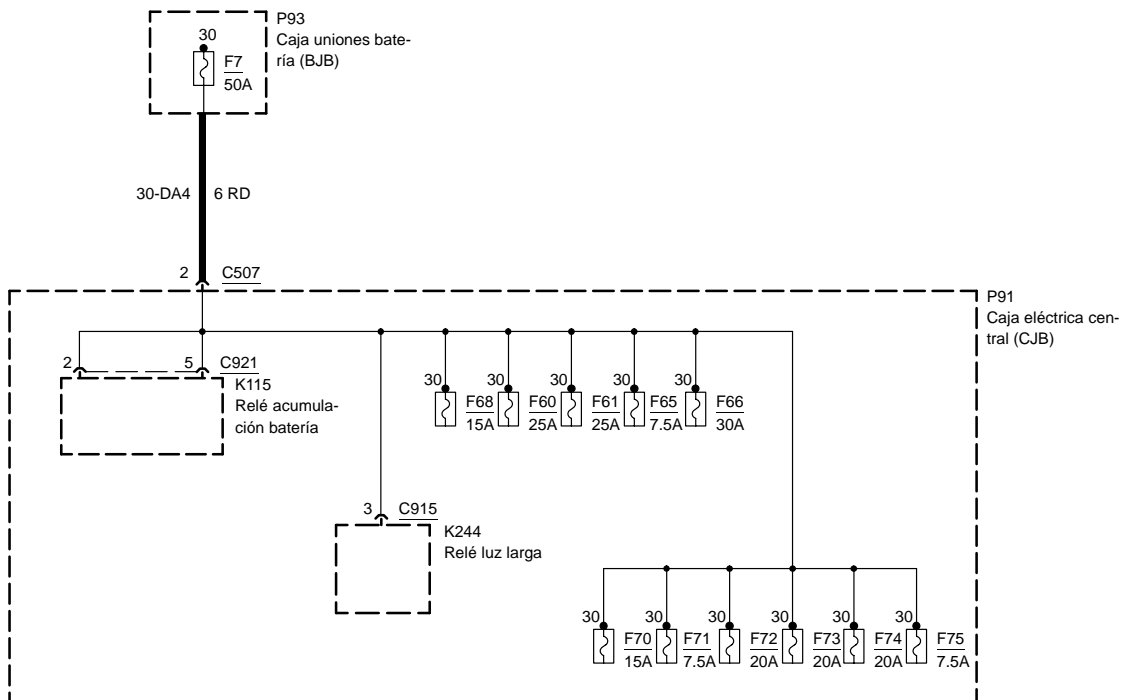 P93
Caja uniones bate-
ría (BJB)
30
F7
50A
30-DA4 6 RD
2 C507
P91
Caja eléctrica cen-
tral (CJB)
2 5 C921
K115
Relé acumula-
ción batería
30 30 30 30 30
F68 F60 F61 F65 F66
15A 25A 25A 7.5A 30A
3 C915
K244
Relé luz larga
30 30 30 30 30 30
F70 F71 F72 F73 F74 F75
15A 7.5A 20A 20A 20A 7.5A